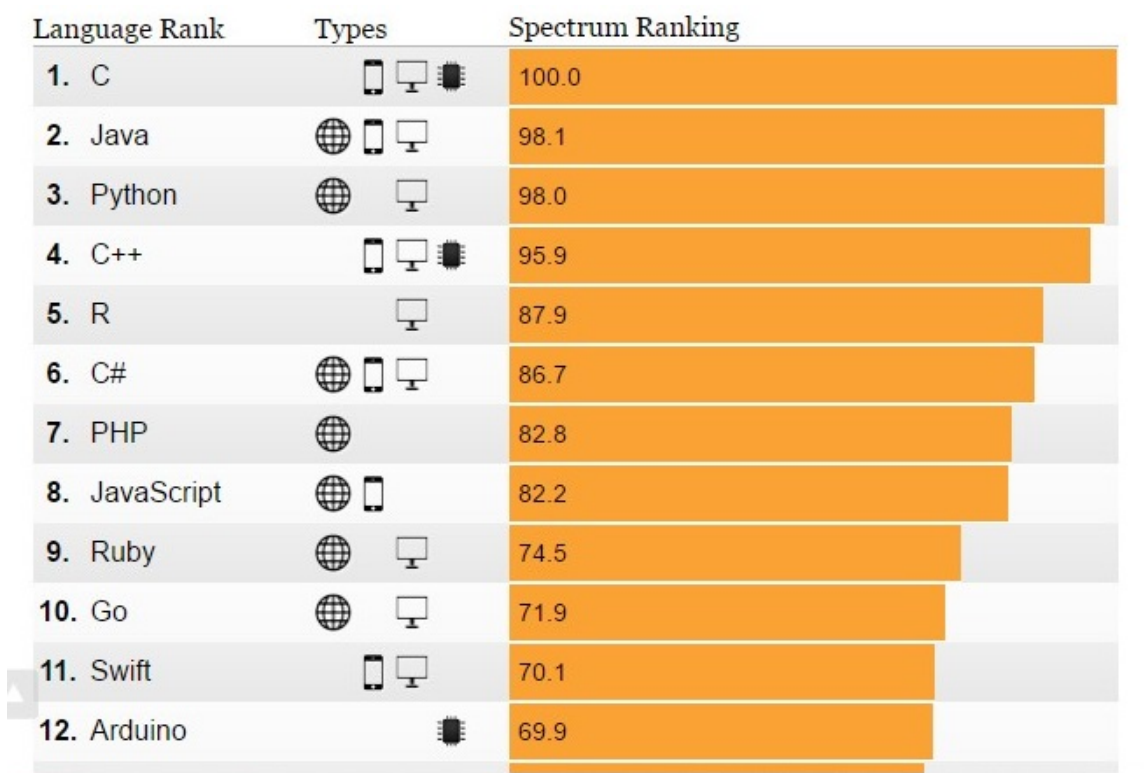 Language Rank Types Spectrum Ranking
1. C 100.0
2. Java 98.1
3. Python 98.0
4. C++ 95.9
5. R 87.9
6. C# 86.7
7. PHP 82.8
8. JavaScript 82.2
9. Ruby 74.5
10. Go 71.9
11. Swift 70.1
12. Arduino 69.9